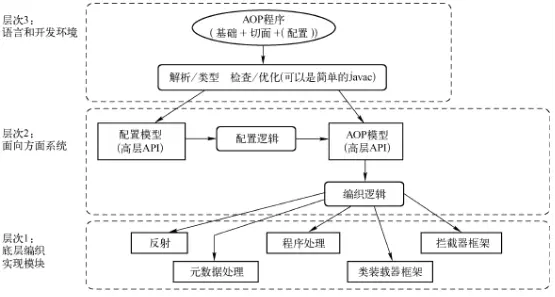 层次3:
语言和开发环境
AOP程序
(基础+切面+(配置))
解析/类型 检查/优化(可以是简单的Javac)
层次2:
面向方面系统
配置模型
(高层API)
配置逻辑
AOP模型
(高层API)
编织逻辑
层次1:
底层编织
实现模块
反射
程序处理
拦截器框架
元数据处理
类装载器框架